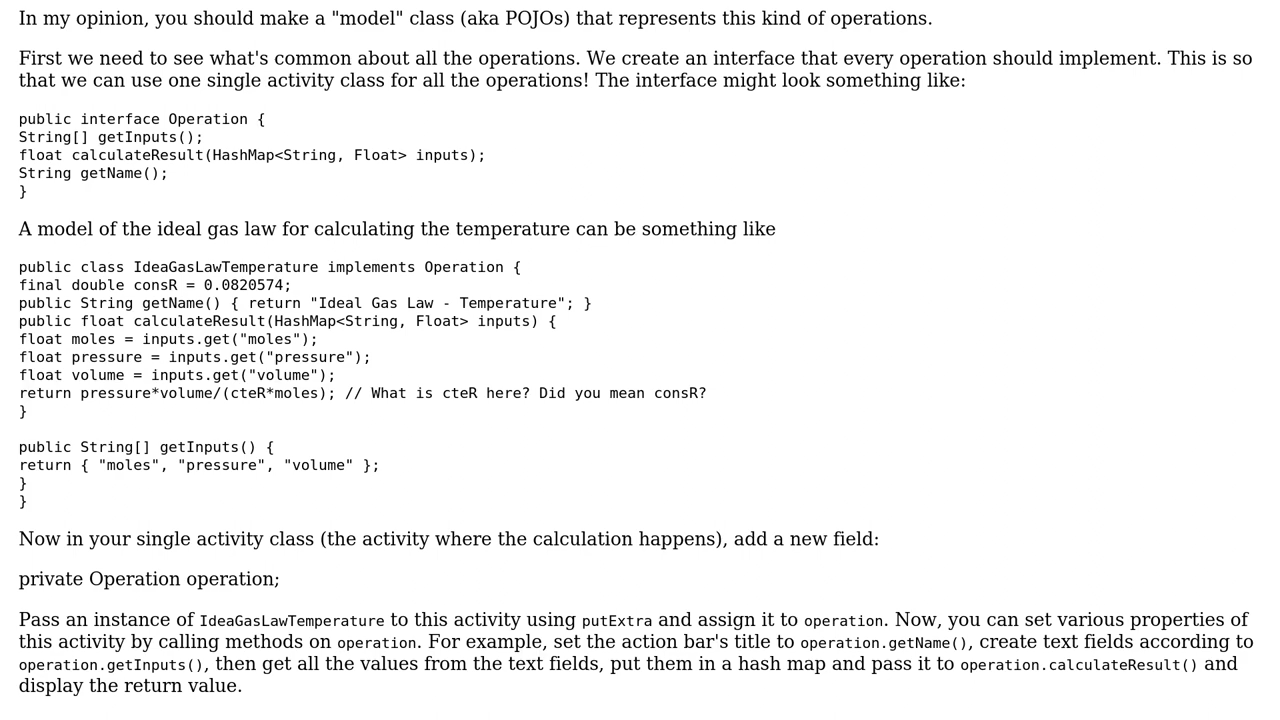 In my opinion, you should make a "model" class (aka POJOs) that represents this kind of operations.
First we need to see what's common about all the operations. We create an interface that every operation should implement. This is so
that we can use one single activity class for all the operations! The interface might look something like:
public interface Operation {
String[] getInputs();
float calculateResult(HashMap<String, Float> inputs);
String getName();
}
A model of the ideal gas law for calculating the temperature can be something like
public class IdeaGasLawTemperature implements Operation {
final double consR = 0.0820574;
public String getName() { return "Ideal Gas Law - Temperature"; }
public float calculateResult(HashMap<String, Float> inputs) {
float moles = inputs.get("moles");
float pressure = inputs.get("pressure");
float volume = inputs.get("volume");
return pressure*volume/(cteR*moles); // What is cteR here? Did you mean consR?
}
public String[] getInputs() {
return { "moles", "pressure", "volume" };
}
}
Now in your single activity class (the activity where the calculation happens), add a new field:
private Operation operation;
Pass an instance of IdeaGasLawTemperature to this activity using putExtra and assign it to operation. Now, you can set various properties of
this activity by calling methods on operation. For example, set the action bar's title to operation.getName(), create text fields according to
operation.getInputs(), then get all the values from the text fields, put them in a hash map and pass it to operation.calculateResult() and
display the return value.